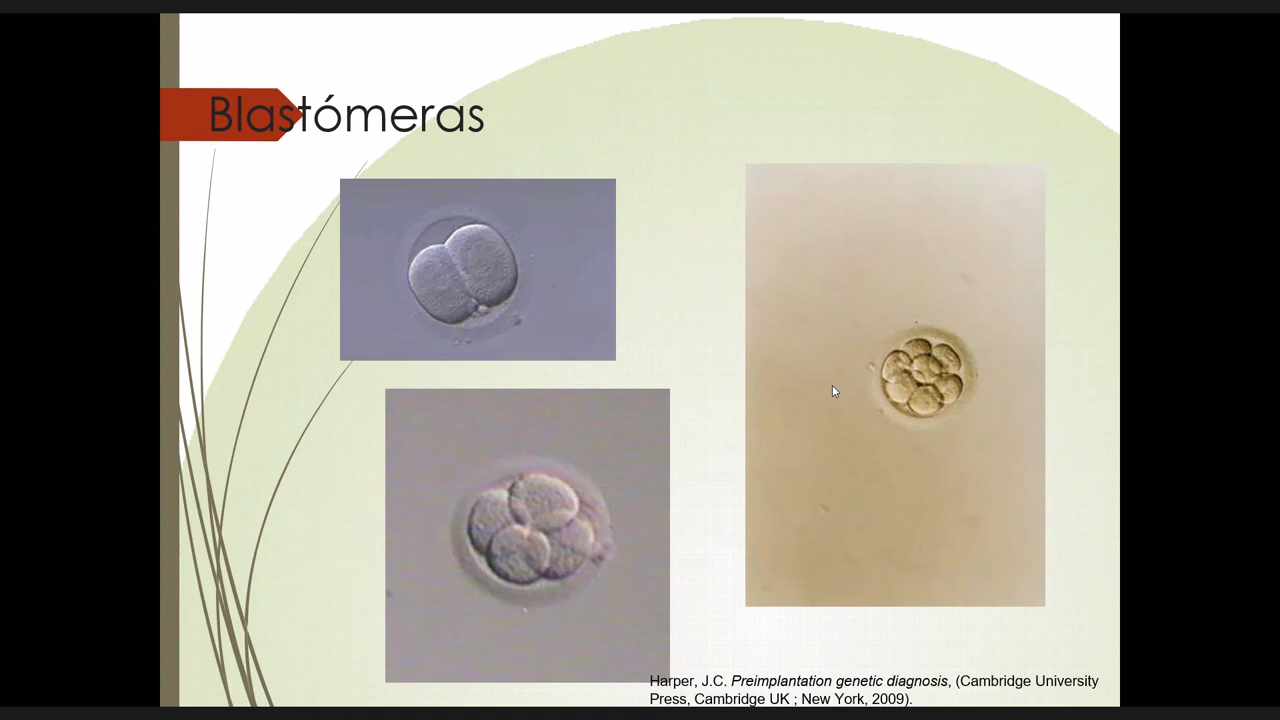 Blastómeras
Harper, J.C. Preimplantation genetic diagnosis, (Cambridge University
Press, Cambridge UK ; New York, 2009).